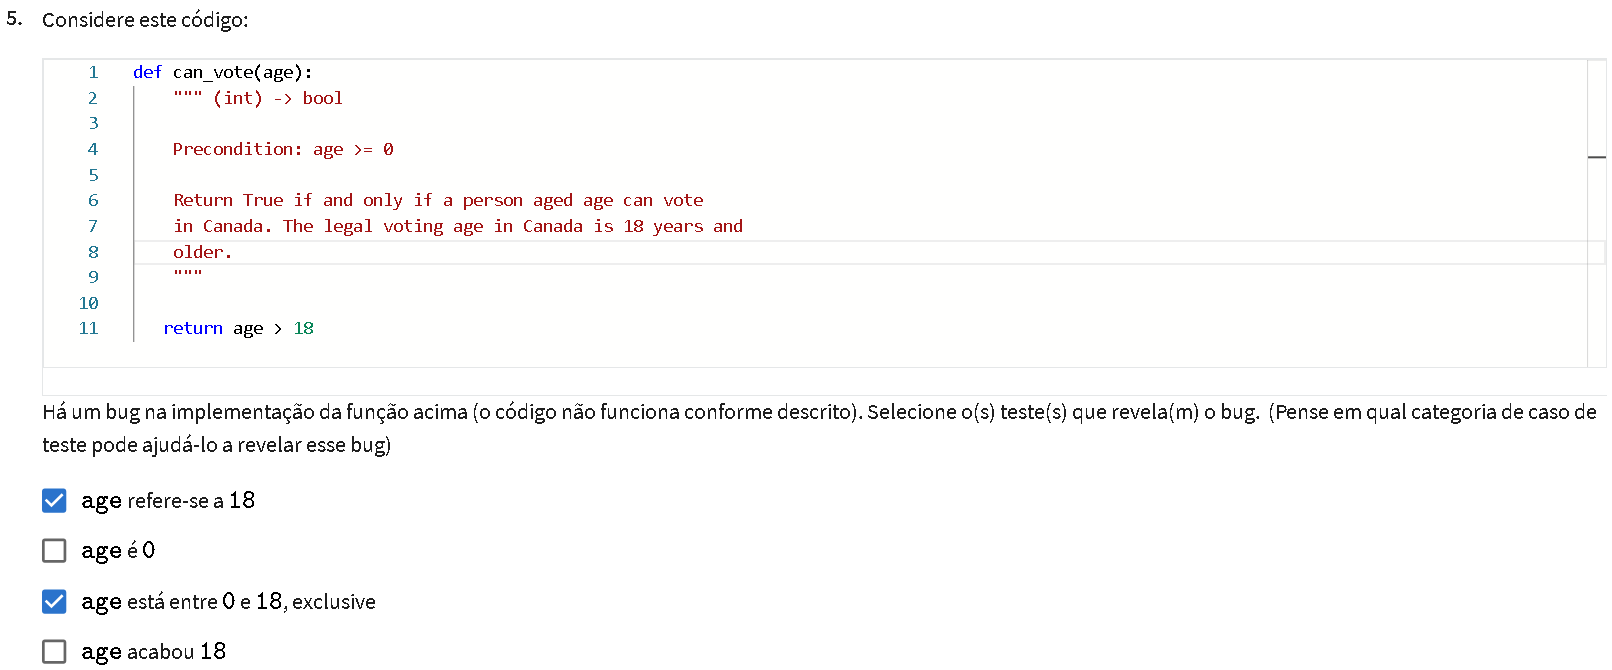 5. Considere este código:
1 def can_vote(age):
2 """ (int) -> bool
3
4 Precondition: age >= 0
5
6 Return True if and only if a person aged age can vote
7 in Canada. The legal voting age in Canada is 18 years and
8 older.
9 """
10
11 return age > 18
Há um bug na implementação da função acima (o código não funciona conforme descrito). Selecione o(s) teste(s) que revela(m) o bug. (Pense em qual categoria de caso de
teste pode ajudá-lo a revelar esse bug)
age refere-se a 18
age é 0
age está entre 0 e 18, exclusive
age acabou 18